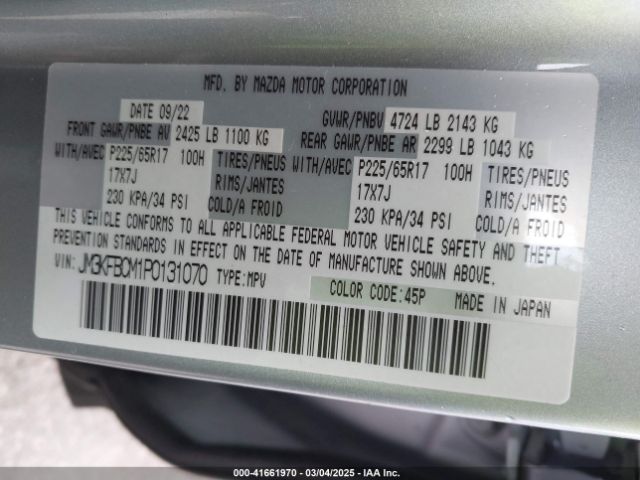 MFD. BY MAZDA MOTOR CORPORATION
DATE 09/22 GVWR/PNBV 4724 LB 2143 KG
FRONT GAWR/PNBE AV 2425 LB 1100 KG REAR GAWR/PNBE AR 2299 LB 1043 KG
WITH/AVEC P225/65R17 100H TIRES/PNEUS WITH/AVEC P225/65R17 100H TIRES/PNEUS
17X7J RIMS/JANTES 17X7J RIMS/JANTES
230 KPA/34 PSI COLD/A FROID 230 KPA/34 PSI COLD/A FROID
THIS VEHICLE CONFORMS TO ALL APPLICABLE FEDERAL MOTOR VEHICLE SAFETY AND THEFT
PREVENTION STANDARDS IN EFFECT ON THE DATE OF MANUFACTURE SHOWN ABOVE.
VIN: JM3KFBCM1P0131070 TYPE: MPV COLOR CODE: 45P MADE IN JAPAN
000-41661970 — 03/04/2025 — IAA Inc.